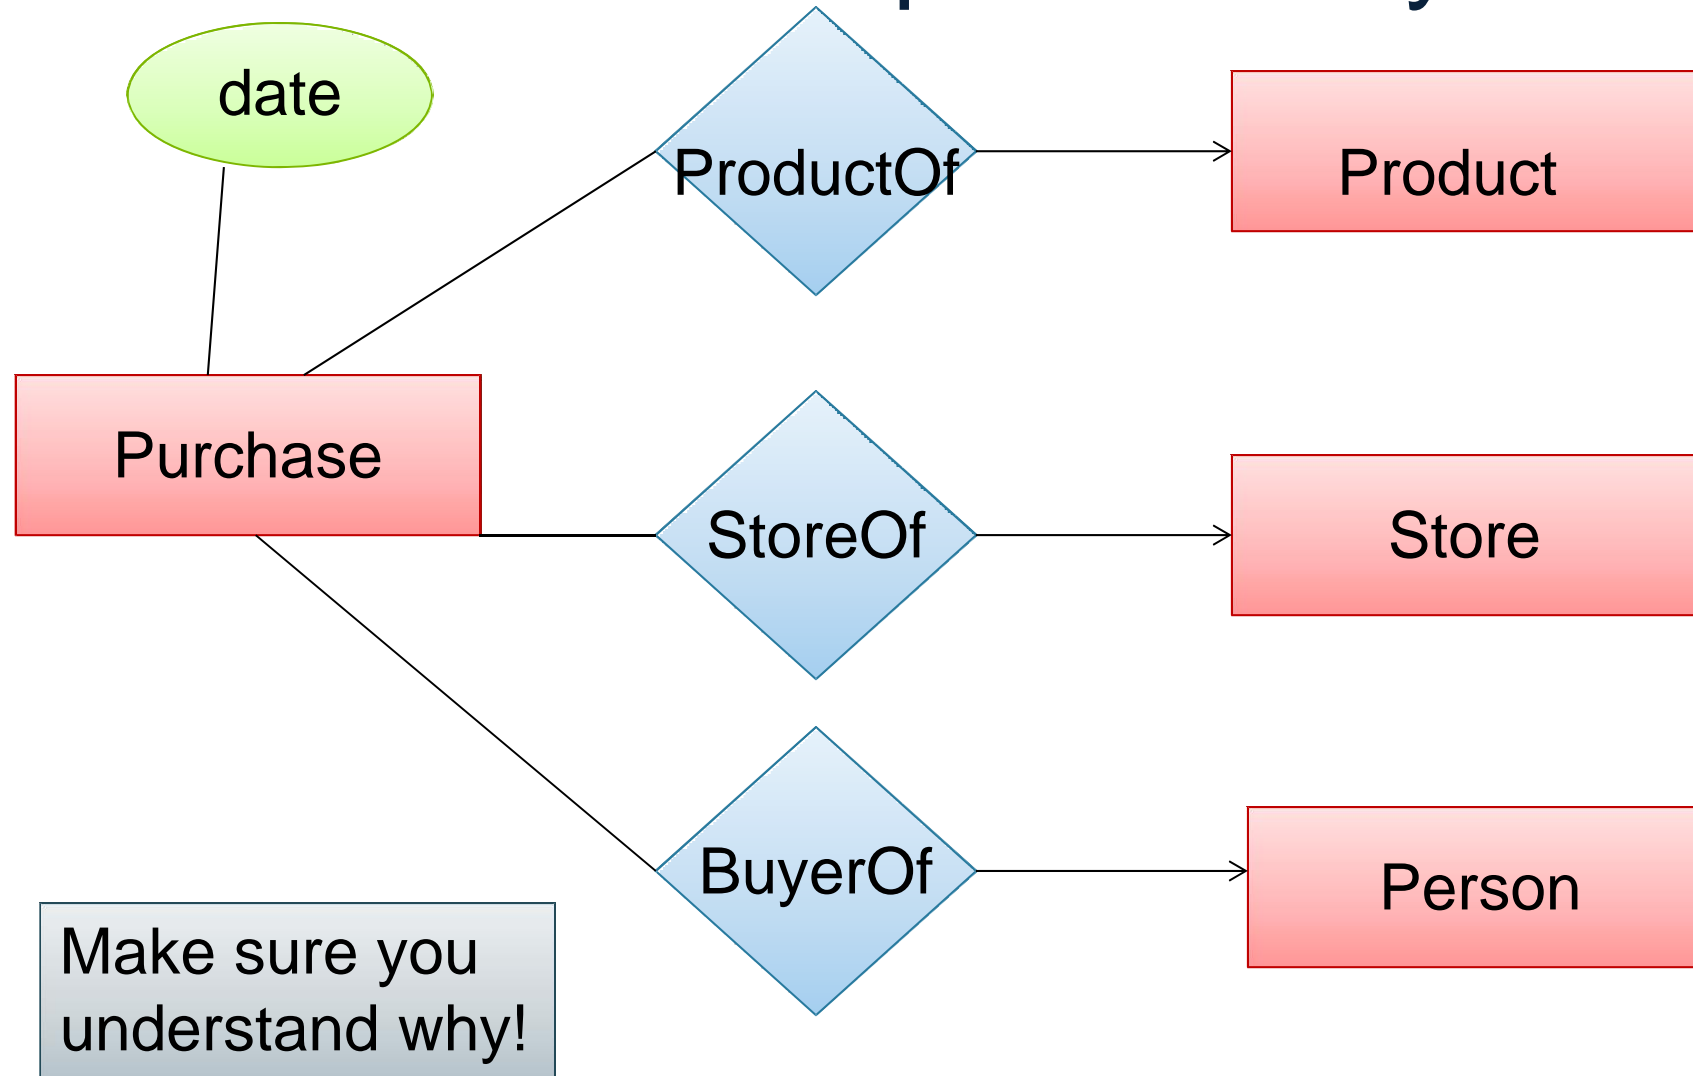 date
ProductOf
Product
Purchase
StoreOf
Store
BuyerOf
Person
Make sure you
understand why!